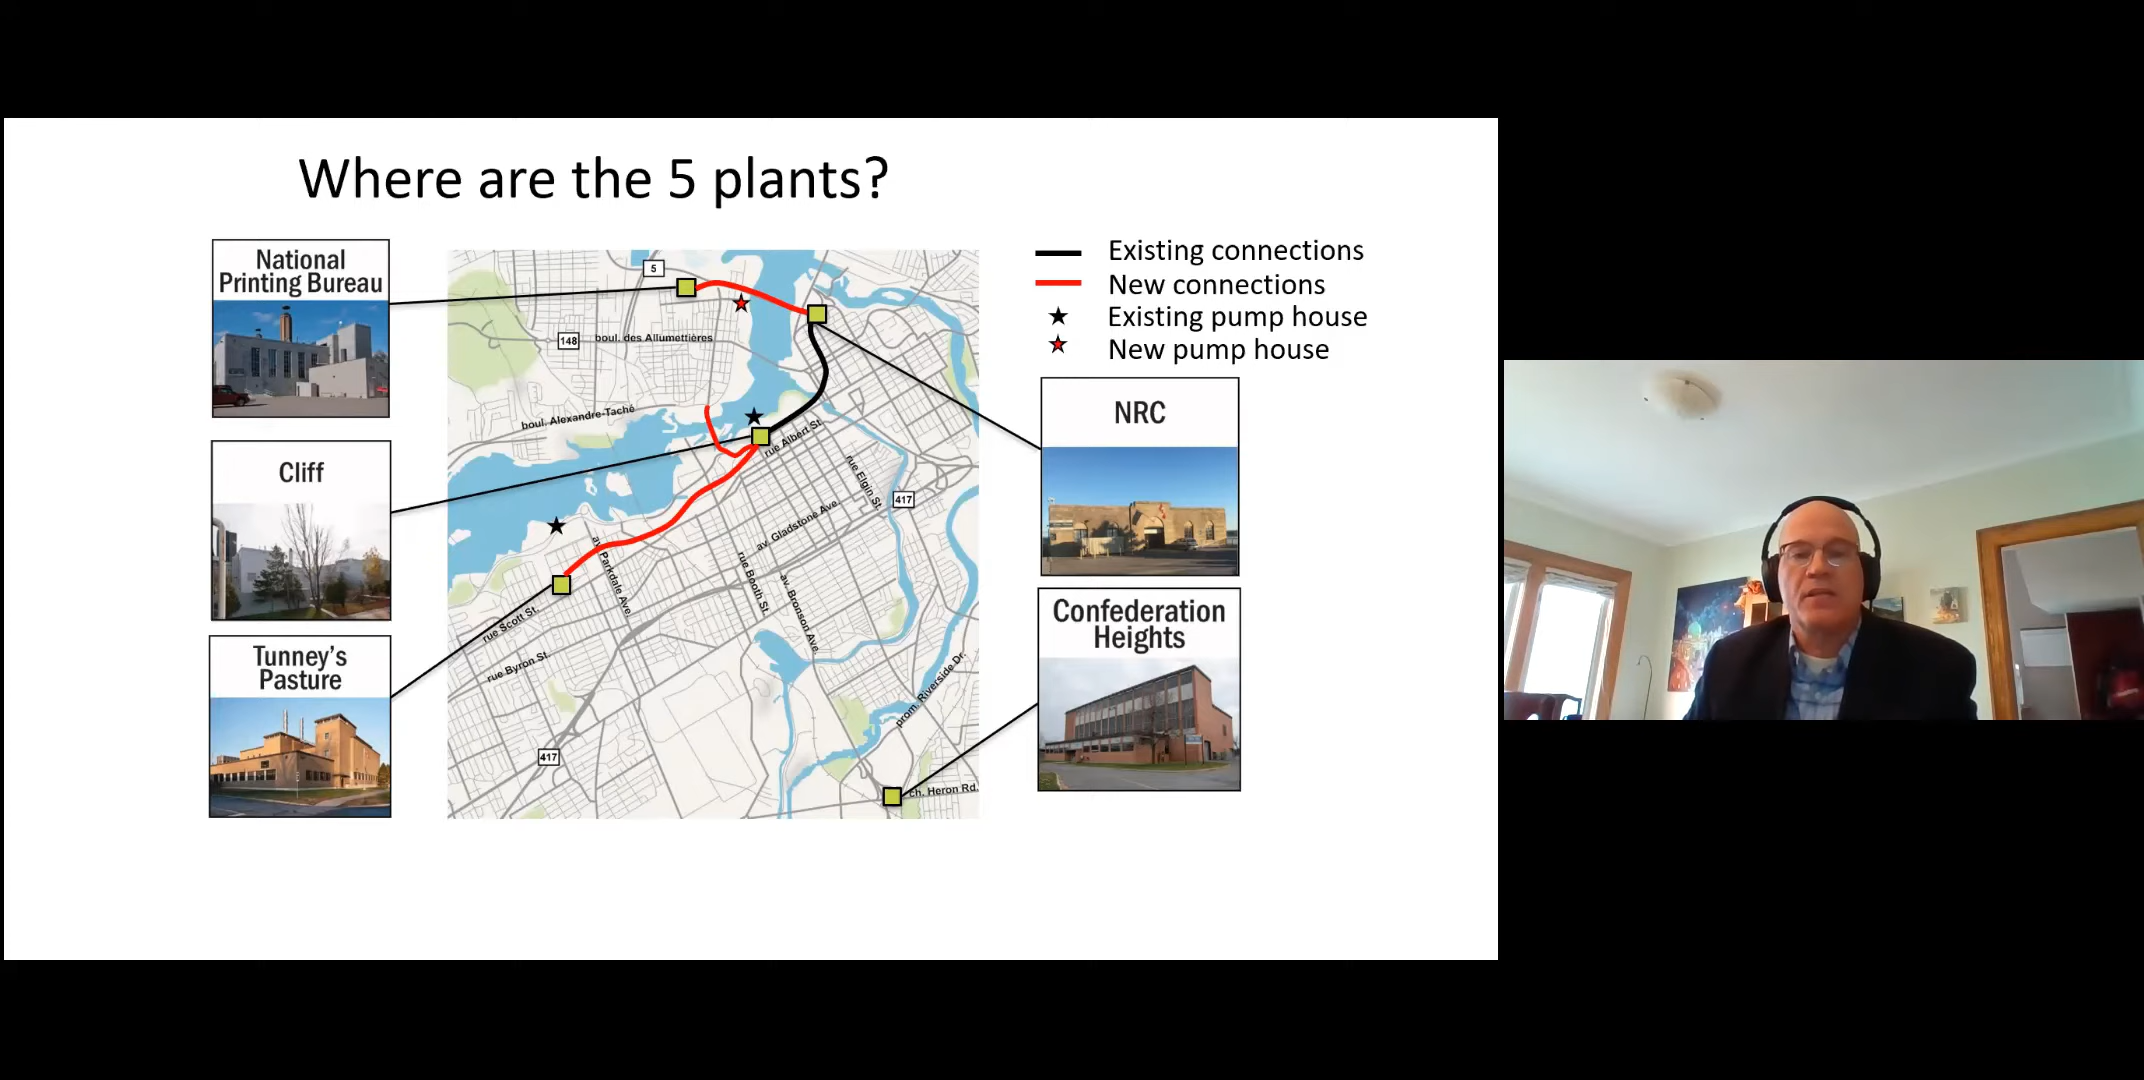 Where are the 5 plants?
National
Printing Bureau
Cliff
Tunney's
Pasture
5
148
boul. des Allumettières
boul. Alexandre-Taché
rue Albert St.
rue Elgin St.
417
av. Gladstone Ave.
av. Parkdale Ave.
rue Booth St.
av. Bronson Ave.
rue Scott St.
rue Byron St.
prom. Riverside Dr.
417
ch. Heron Rd.
Existing connections
New connections
Existing pump house
New pump house
NRC
Confederation
Heights